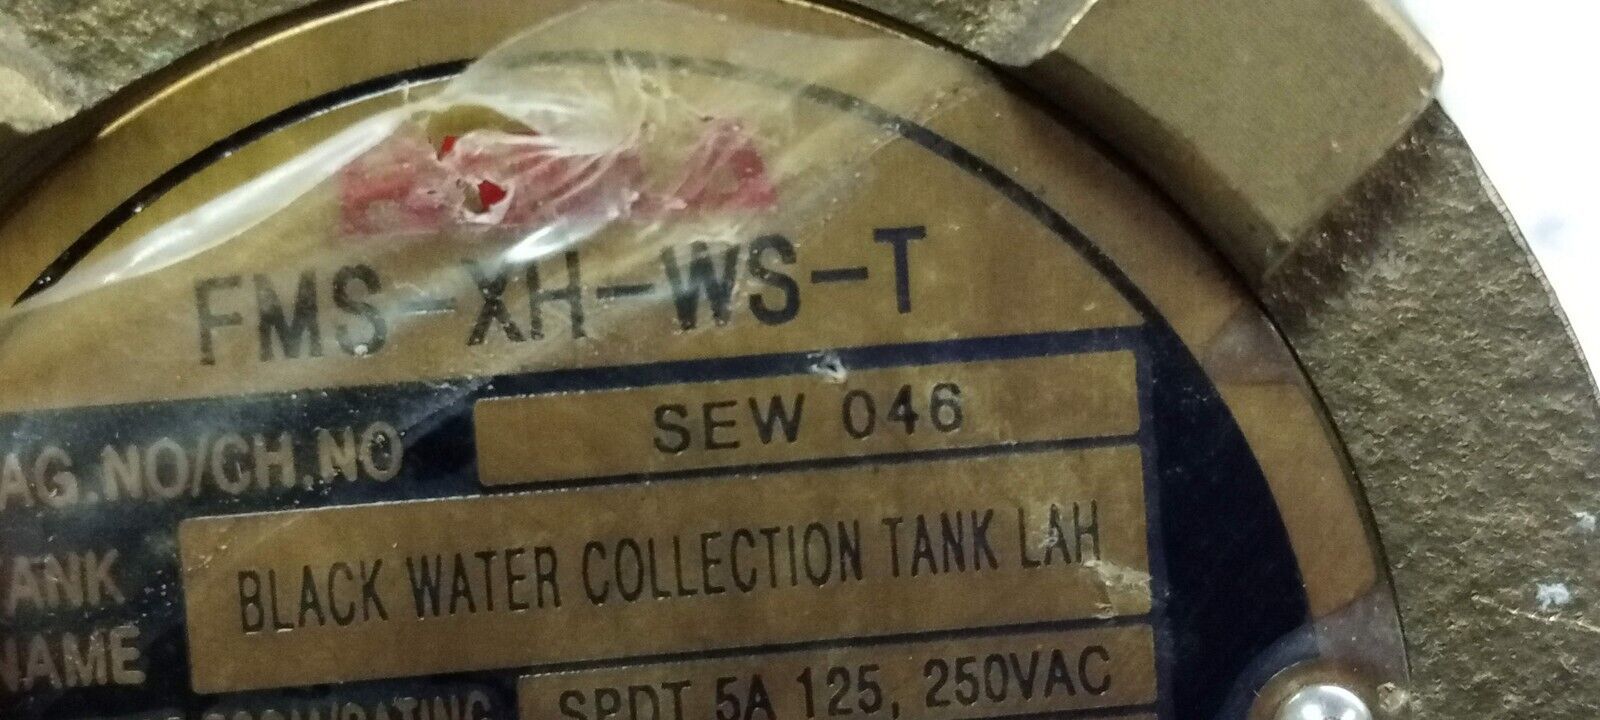 FMS-XH-WS-T
AG.NO/CH.NO SEW 046
ANK NAME BLACK WATER COLLECTION TANK LAH
SPDT 5A 125, 250VAC